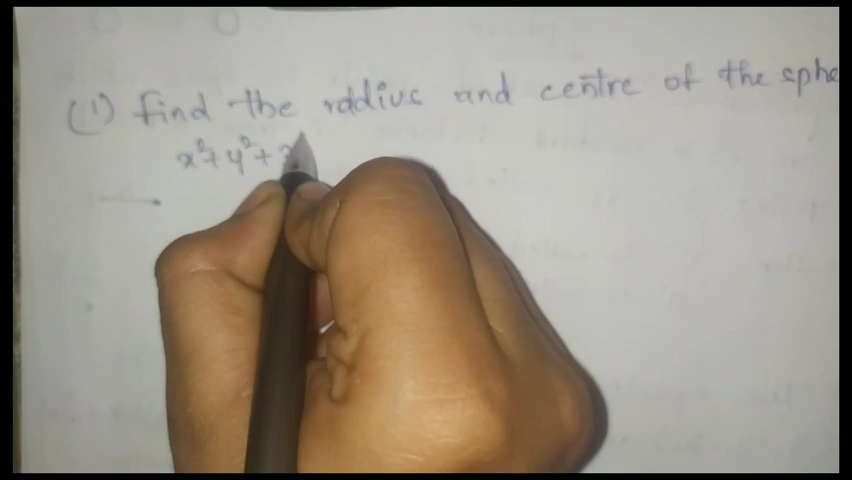 (1) find the raddius and centre of the sphe
x²+y²+